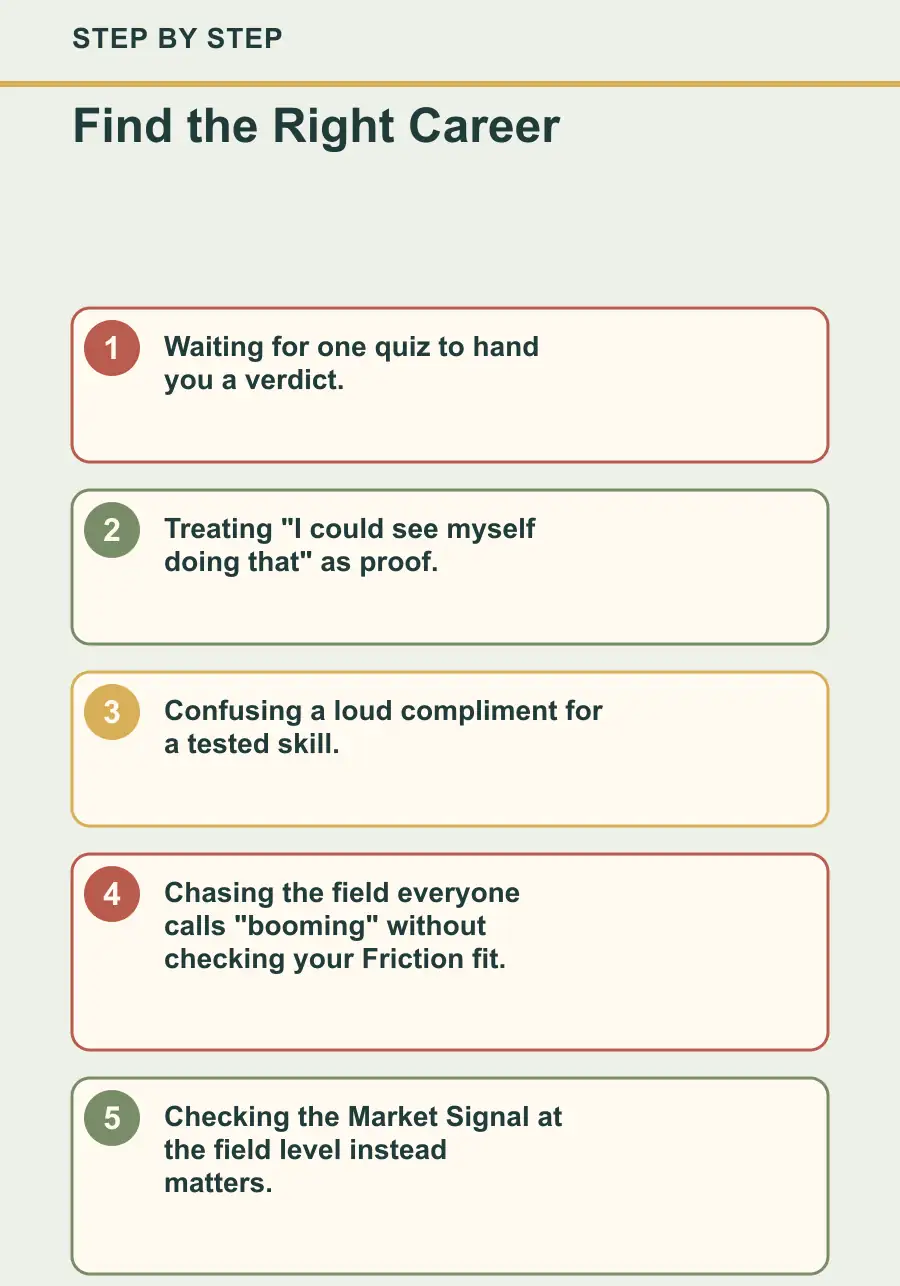 STEP BY STEP
Find the Right Career
1
Waiting for one quiz to hand
you a verdict.
2
Treating "I could see myself
doing that" as proof.
3
Confusing a loud compliment for
a tested skill.
4
Chasing the field everyone
calls "booming" without
checking your Friction fit.
5
Checking the Market Signal at
the field level instead
matters.